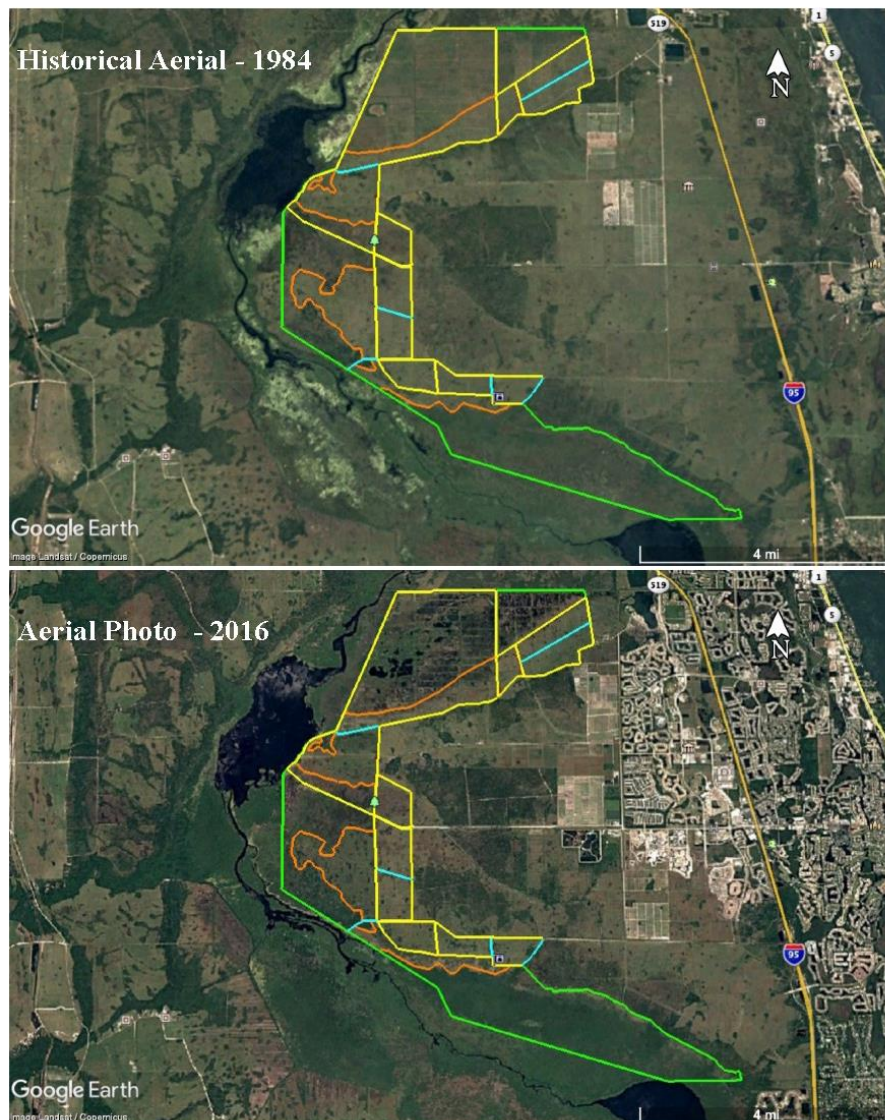 Historical Aerial - 1984
519
1
5
N
95
Google Earth
Image Landsat / Copernicus
4 mi
Aerial Photo - 2016
519
1
5
N
95
Google Earth
Image Landsat / Copernicus
4 mi